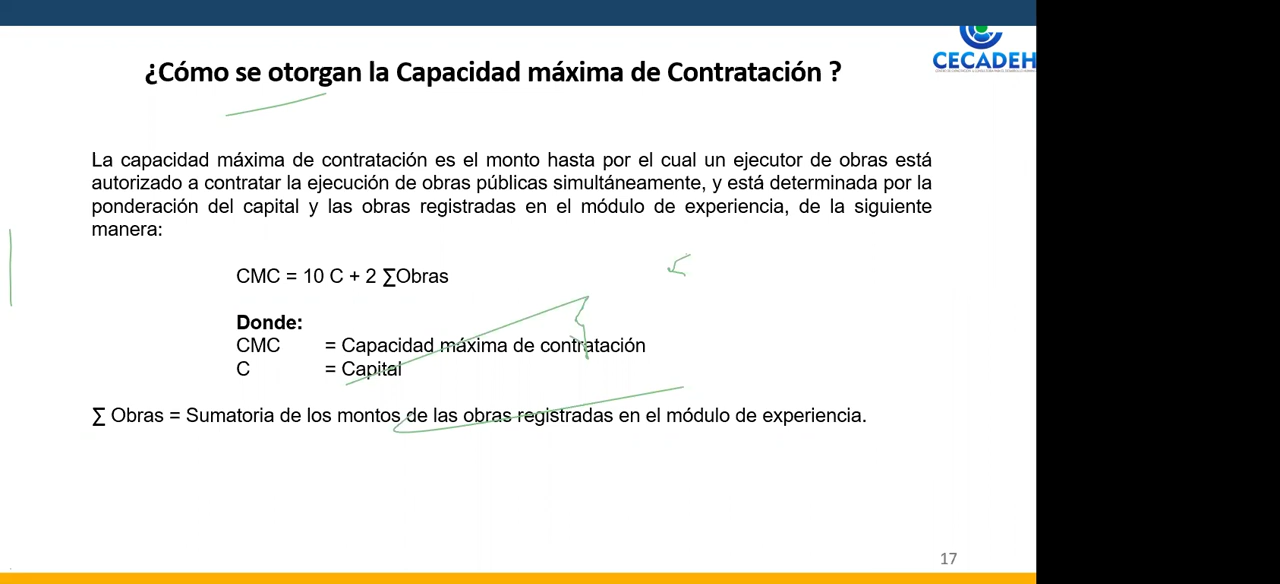 CECADEH
¿Cómo se otorgan la Capacidad máxima de Contratación ?
La capacidad máxima de contratación es el monto hasta por el cual un ejecutor de obras está
autorizado a contratar la ejecución de obras públicas simultáneamente, y está determinada por la
ponderación del capital y las obras registradas en el módulo de experiencia, de la siguiente
manera:
CMC = 10 C + 2 ∑Obras
Donde:
CMC = Capacidad máxima de contratación
C = Capital
∑ Obras = Sumatoria de los montos de las obras registradas en el módulo de experiencia.
17